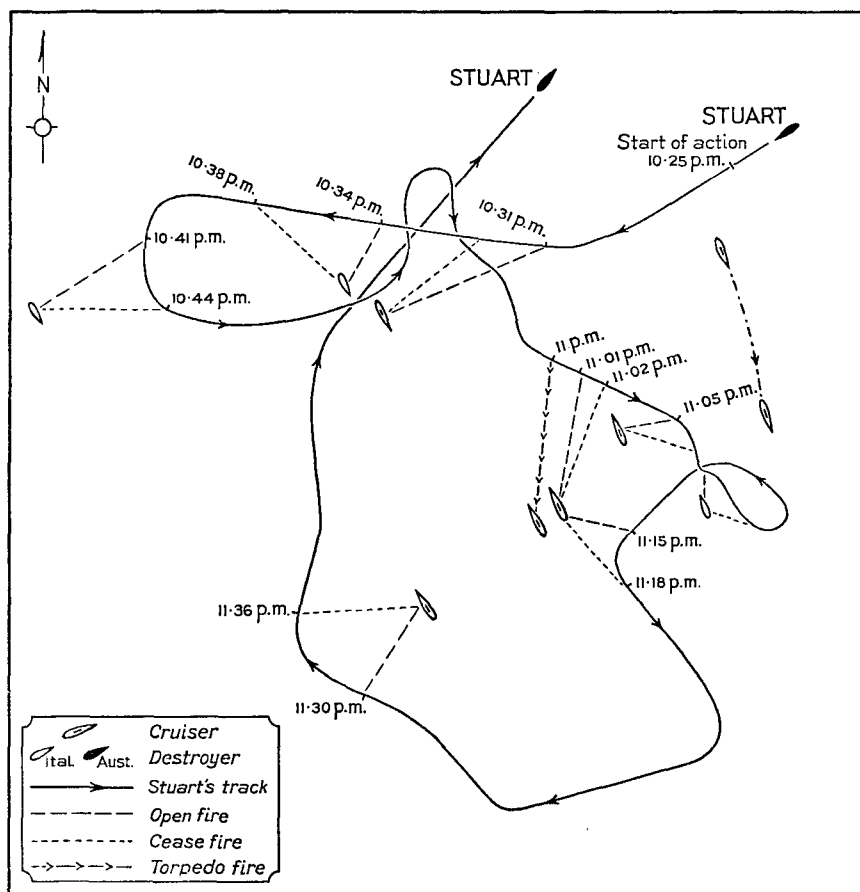 N
STUART
STUART
Start of action
10·25 p.m.
10·38 p.m.
10·34 p.m.
10·31 p.m.
10·41 p.m.
10·44 p.m.
11 p.m.
11·01 p.m.
11·02 p.m.
11·05 p.m.
11·15 p.m.
11·18 p.m.
11·36 p.m.
11·30 p.m.
Cruiser
ital. Aust. Destroyer
Stuart's track
Open fire
Cease fire
Torpedo fire